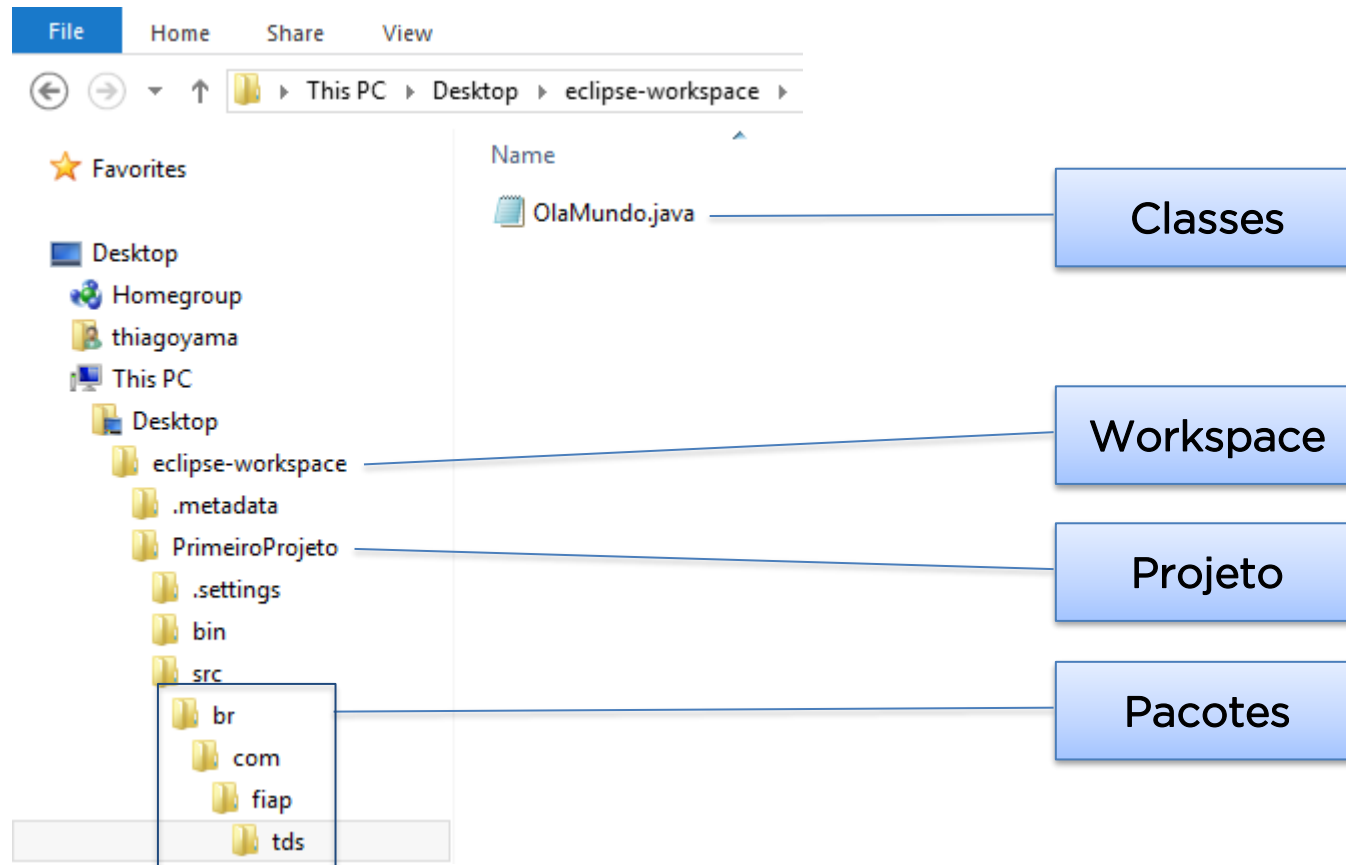 File Home Share View
This PC Desktop eclipse-workspace
Favorites
Name
OlaMundo.java
Classes
Desktop
Homegroup
thiagoyama
This PC
Desktop
eclipse-workspace
Workspace
.metadata
PrimeiroProjeto
Projeto
.settings
bin
src
br
Pacotes
com
fiap
tds